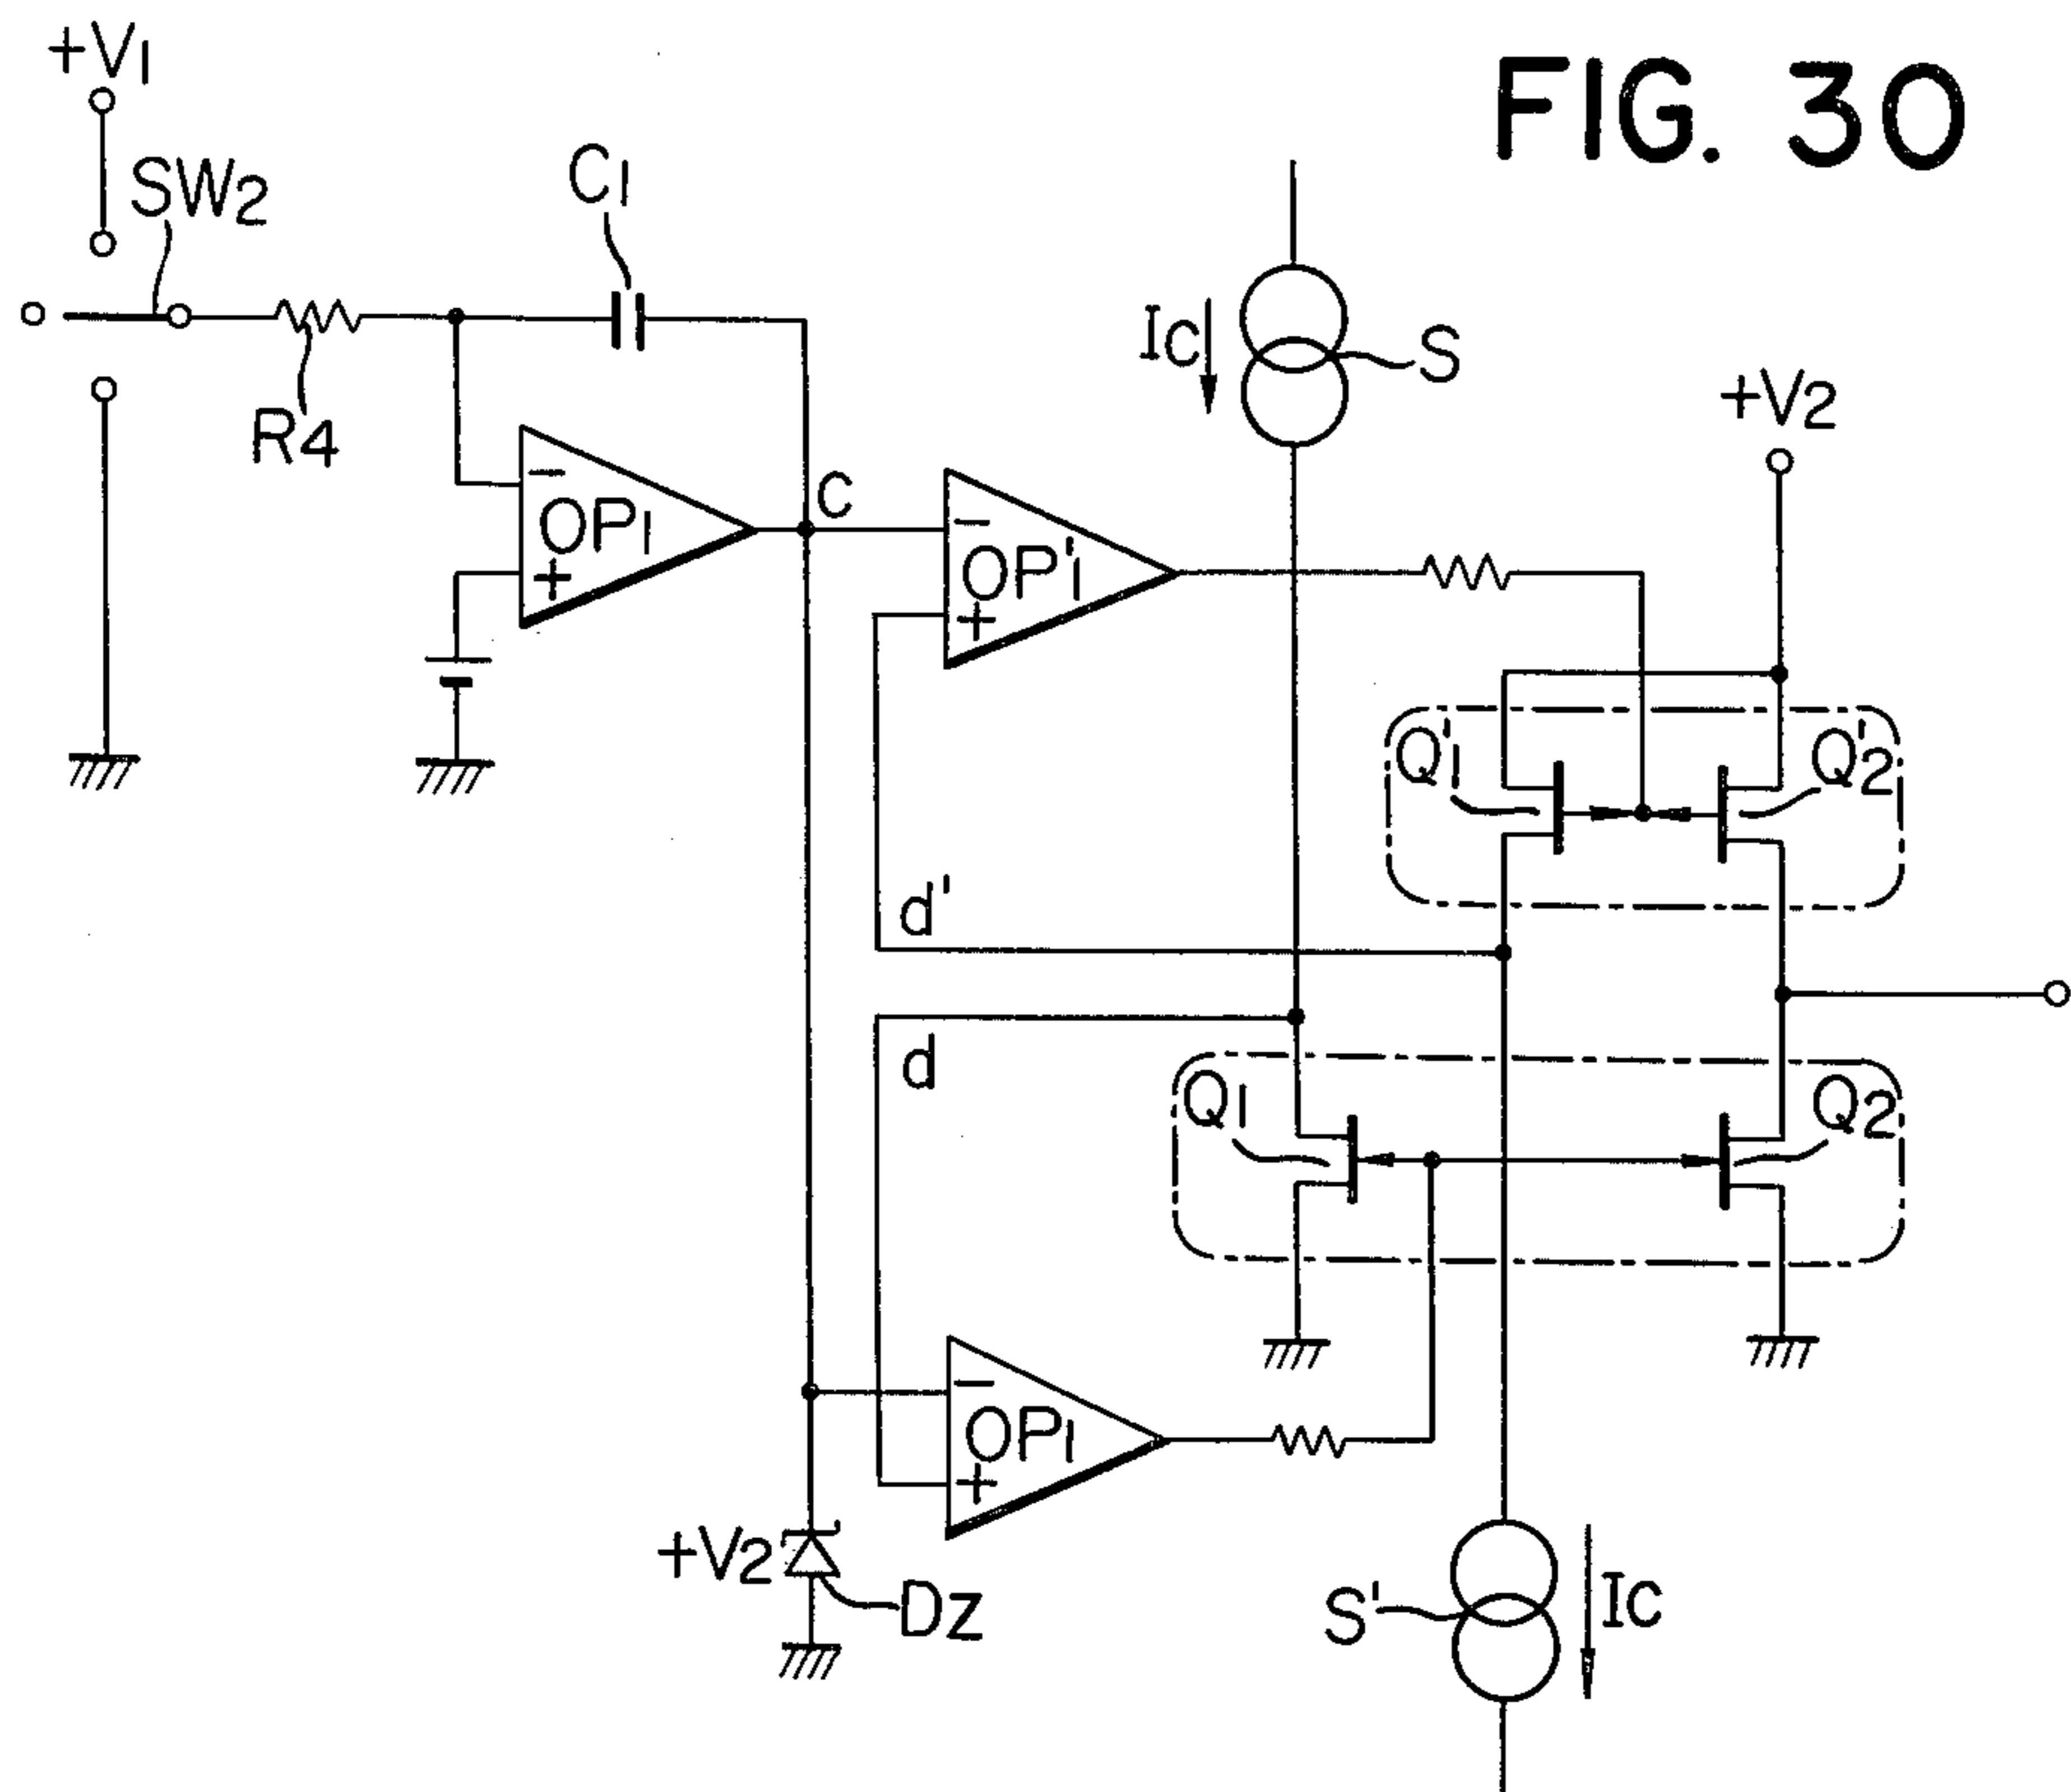 FIG. 30
+V1
SW2
C1
R4
IC
S
+V2
-
OP1
+
C
-
OP'1
+
Q'1
Q'2
d'
d
Q1
Q2
-
OP1
+
+V2
DZ
S'
IC